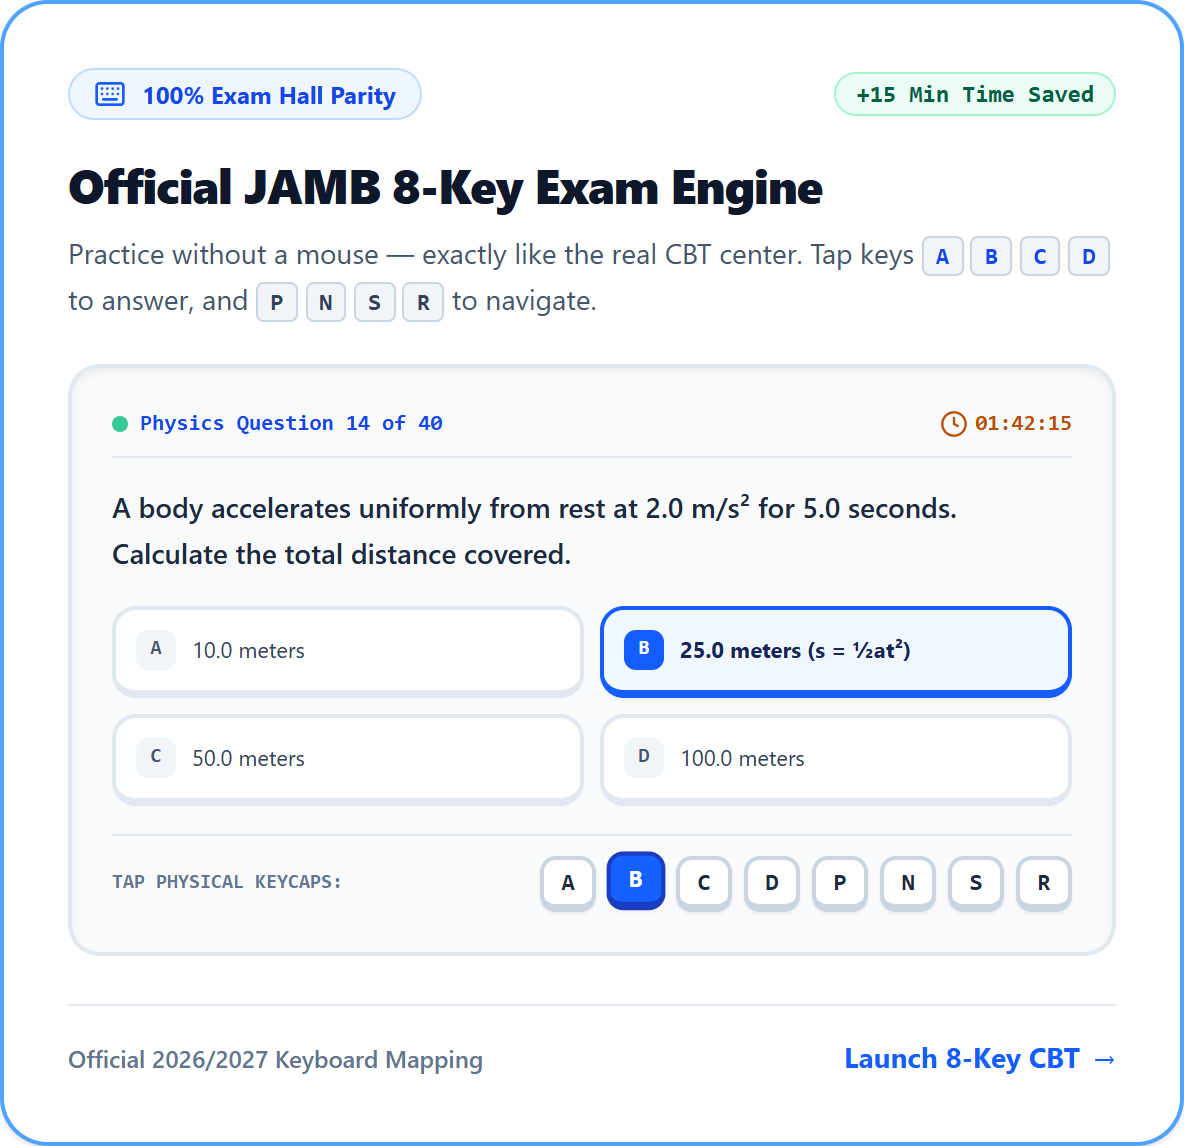 100% Exam Hall Parity
+15 Min Time Saved
Official JAMB 8-Key Exam Engine
Practice without a mouse — exactly like the real CBT center. Tap keys A B C D
to answer, and P N S R to navigate.
Physics Question 14 of 40
01:42:15
A body accelerates uniformly from rest at 2.0 m/s² for 5.0 seconds.
Calculate the total distance covered.
A 10.0 meters
B 25.0 meters (s = ½at²)
C 50.0 meters
D 100.0 meters
TAP PHYSICAL KEYCAPS: A B C D P N S R
Official 2026/2027 Keyboard Mapping
Launch 8-Key CBT →